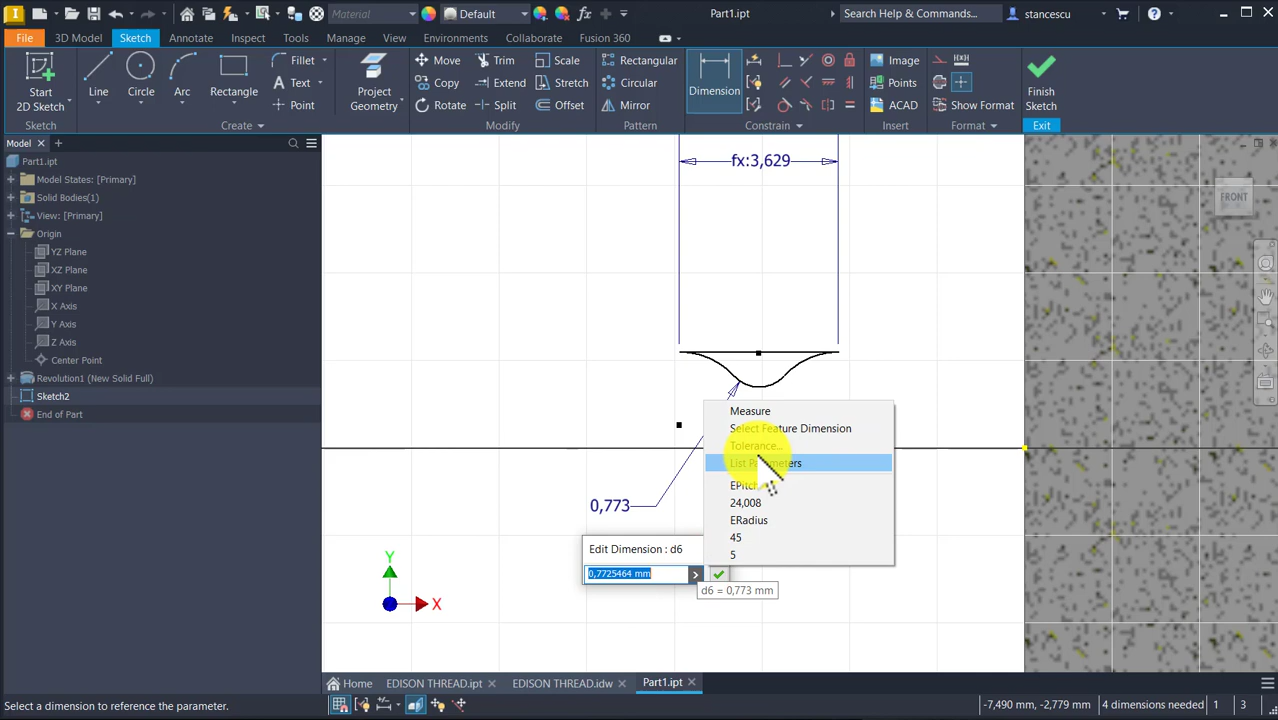 Material
Default
Part1.ipt
Search Help & Commands...
stancescu
File
3D Model
Sketch
Annotate
Inspect
Tools
Manage
View
Environments
Collaborate
Fusion 360
Start
2D Sketch
Line
Circle
Arc
Rectangle
Fillet
Text
Point
Project
Geometry
Move
Copy
Rotate
Trim
Extend
Split
Scale
Stretch
Offset
Rectangular
Circular
Mirror
Dimension
Image
Points
ACAD
Show Format
Finish
Sketch
Sketch
Create
Modify
Pattern
Constrain
Insert
Format
Exit
Model
Part1.ipt
Model States: [Primary]
Solid Bodies(1)
View: [Primary]
Origin
YZ Plane
XZ Plane
XY Plane
X Axis
Y Axis
Z Axis
Center Point
Revolution1 (New Solid Full)
Sketch2
End of Part
fx:3,629
FRONT
0,773
Measure
Select Feature Dimension
Tolerance...
List Parameters
EPitch
24,008
ERadius
45
5
Edit Dimension : d6
0,7725464 mm
d6 = 0,773 mm
Y
X
Home
EDISON THREAD.ipt
EDISON THREAD.idw
Part1.ipt
Select a dimension to reference the parameter.
-7,490 mm, -2,779 mm
4 dimensions needed
1
3